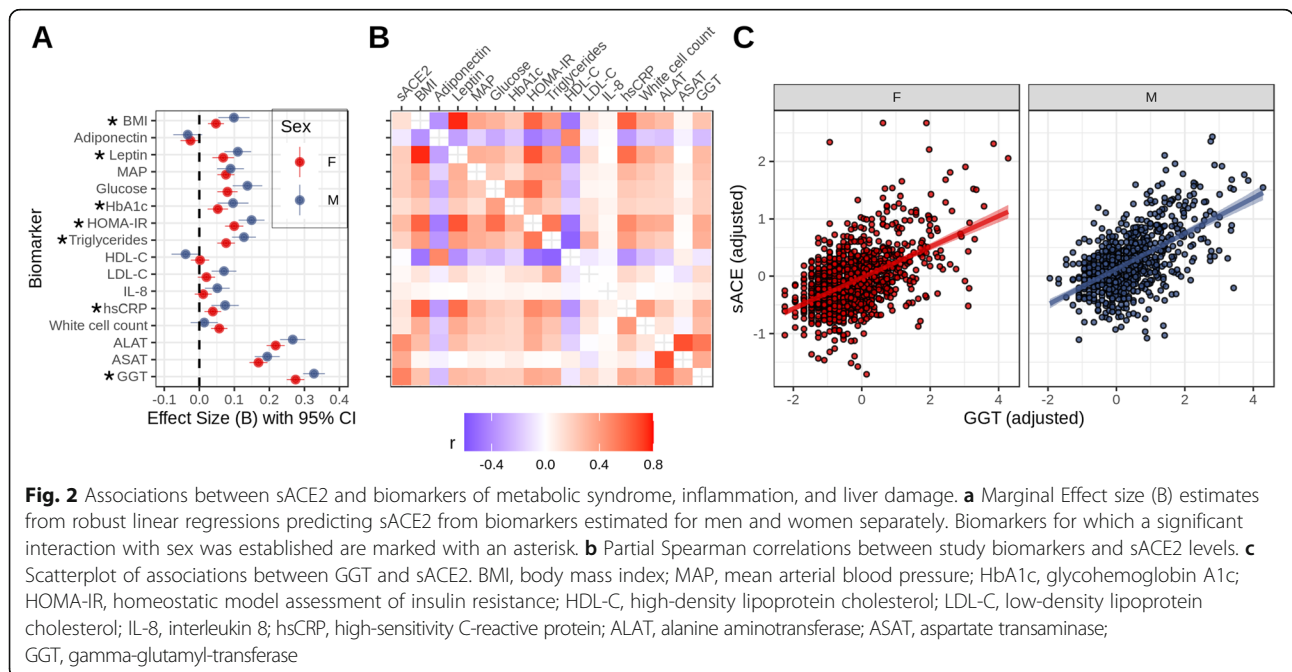 A
B
C
sACE2
BMI
Adiponectin
Leptin
MAP
Glucose
HbA1c
HOMA-IR
Triglycerides
HDL-C
LDL-C
IL-8
hsCRP
White cell count
ALAT
ASAT
GGT
Biomarker
* BMI
Adiponectin
* Leptin
MAP
Glucose
* HbA1c
* HOMA-IR
* Triglycerides
HDL-C
LDL-C
IL-8
* hsCRP
White cell count
ALAT
ASAT
* GGT
Sex
F
M
-0.1 0.0 0.1 0.2 0.3 0.4
Effect Size (B) with 95% CI
r
-0.4 0.0 0.4 0.8
F
M
sACE (adjusted)
2
1
0
-1
-2 0 2 4
-2 0 2 4
GGT (adjusted)
Fig. 2 Associations between sACE2 and biomarkers of metabolic syndrome, inflammation, and liver damage. a Marginal Effect size (B) estimates
from robust linear regressions predicting sACE2 from biomarkers estimated for men and women separately. Biomarkers for which a significant
interaction with sex was established are marked with an asterisk. b Partial Spearman correlations between study biomarkers and sACE2 levels. c
Scatterplot of associations between GGT and sACE2. BMI, body mass index; MAP, mean arterial blood pressure; HbA1c, glycohemoglobin A1c;
HOMA-IR, homeostatic model assessment of insulin resistance; HDL-C, high-density lipoprotein cholesterol; LDL-C, low-density lipoprotein
cholesterol; IL-8, interleukin 8; hsCRP, high-sensitivity C-reactive protein; ALAT, alanine aminotransferase; ASAT, aspartate transaminase;
GGT, gamma-glutamyl-transferase